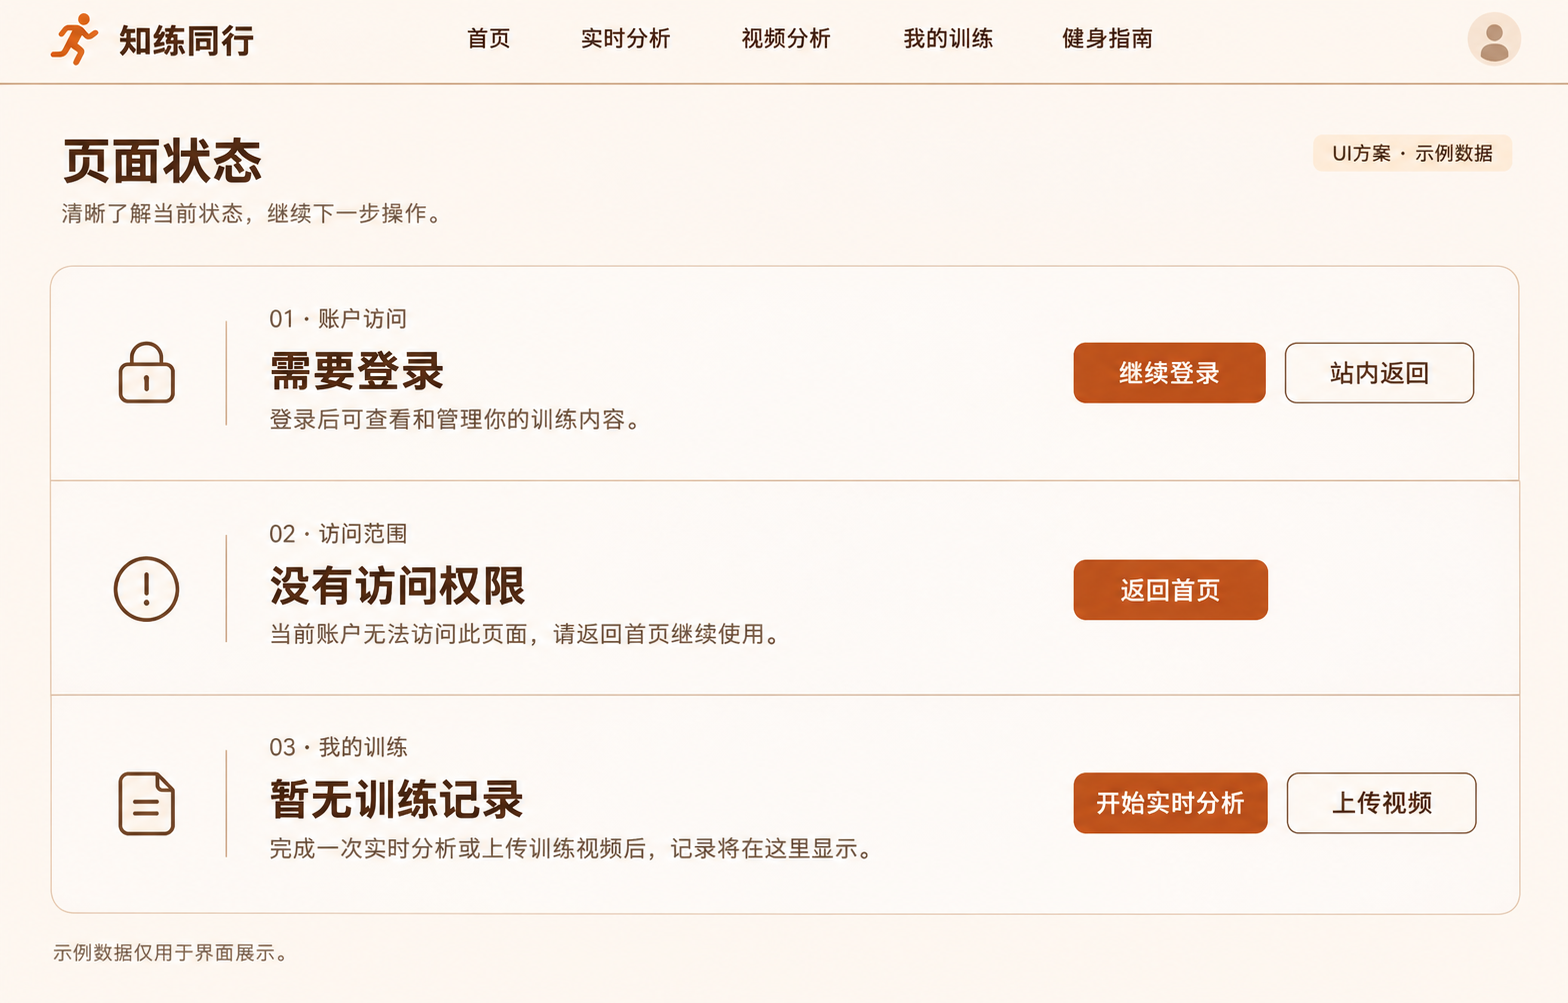 知练同行
首页 实时分析 视频分析 我的训练 健身指南
页面状态
UI方案 · 示例数据
清晰了解当前状态，继续下一步操作。
01 · 账户访问
需要登录
登录后可查看和管理你的训练内容。
继续登录 站内返回
02 · 访问范围
没有访问权限
当前账户无法访问此页面，请返回首页继续使用。
返回首页
03 · 我的训练
暂无训练记录
完成一次实时分析或上传训练视频后，记录将在这里显示。
开始实时分析 上传视频
示例数据仅用于界面展示。